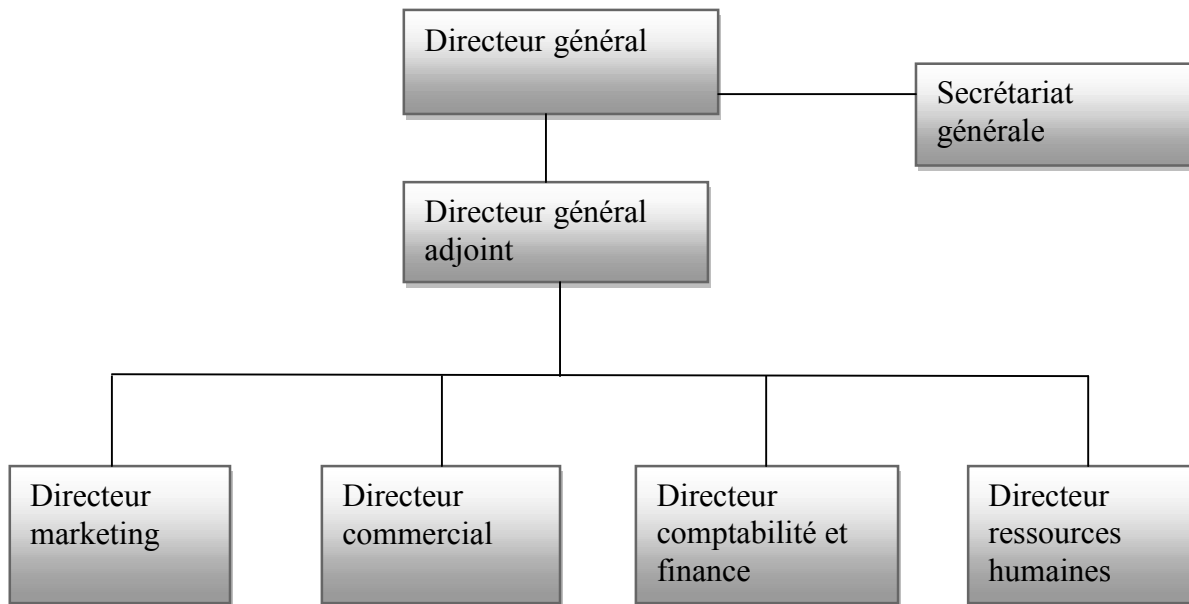 Directeur général
Secrétariat
générale
Directeur général
adjoint
Directeur
marketing
Directeur
commercial
Directeur
comptabilité et
finance
Directeur
ressources
humaines